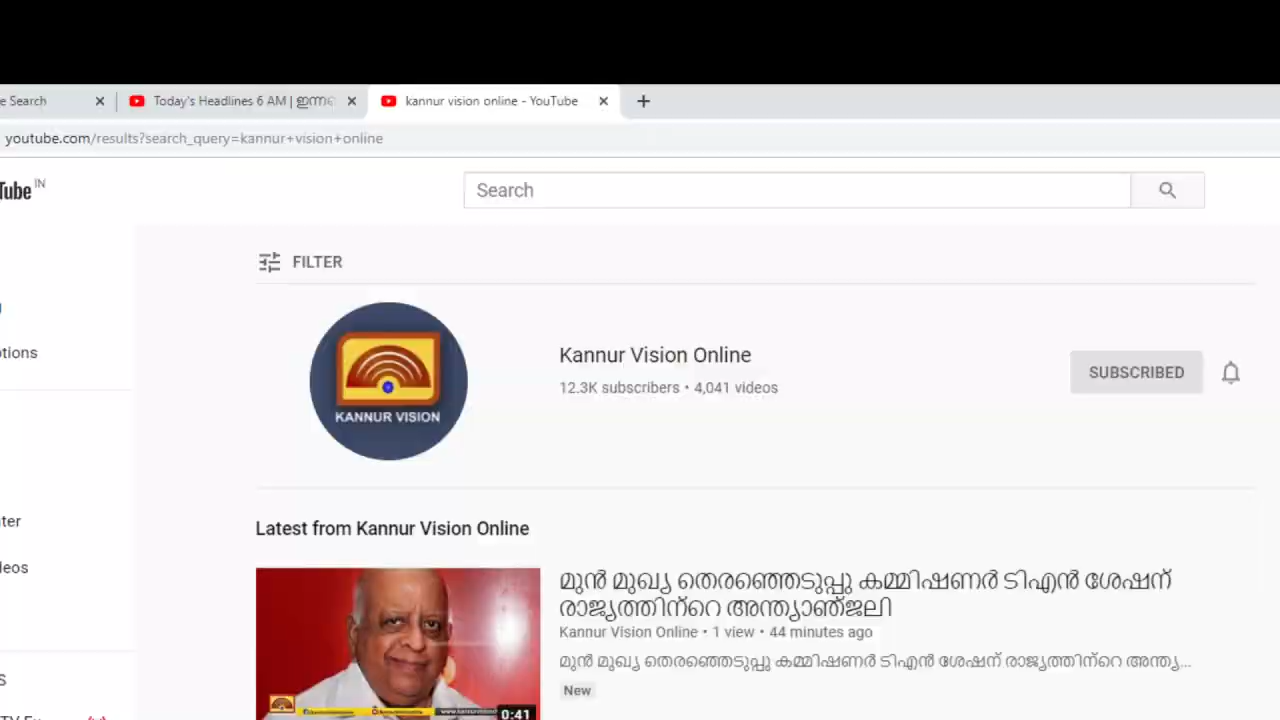 e Search
Today's Headlines 6 AM | ഇന്നത
kannur vision online - YouTube
youtube.com/results?search_query=kannur+vision+online
Tube IN
Search
FILTER
KANNUR VISION
Kannur Vision Online
12.3K subscribers • 4,041 videos
SUBSCRIBED
otions
ter
leos
S
Latest from Kannur Vision Online
മുൻ മുഖ്യ തെരഞ്ഞെടുപ്പു കമ്മിഷണർ ടിഎൻ ശേഷന്
രാജ്യത്തിന്റെ അന്ത്യാഞ്ജലി
Kannur Vision Online • 1 view • 44 minutes ago
മുൻ മുഖ്യ തെരഞ്ഞെടുപ്പു കമ്മിഷണർ ടിഎൻ ശേഷന് രാജ്യത്തിന്റെ അന്ത്യ...
New
0:41